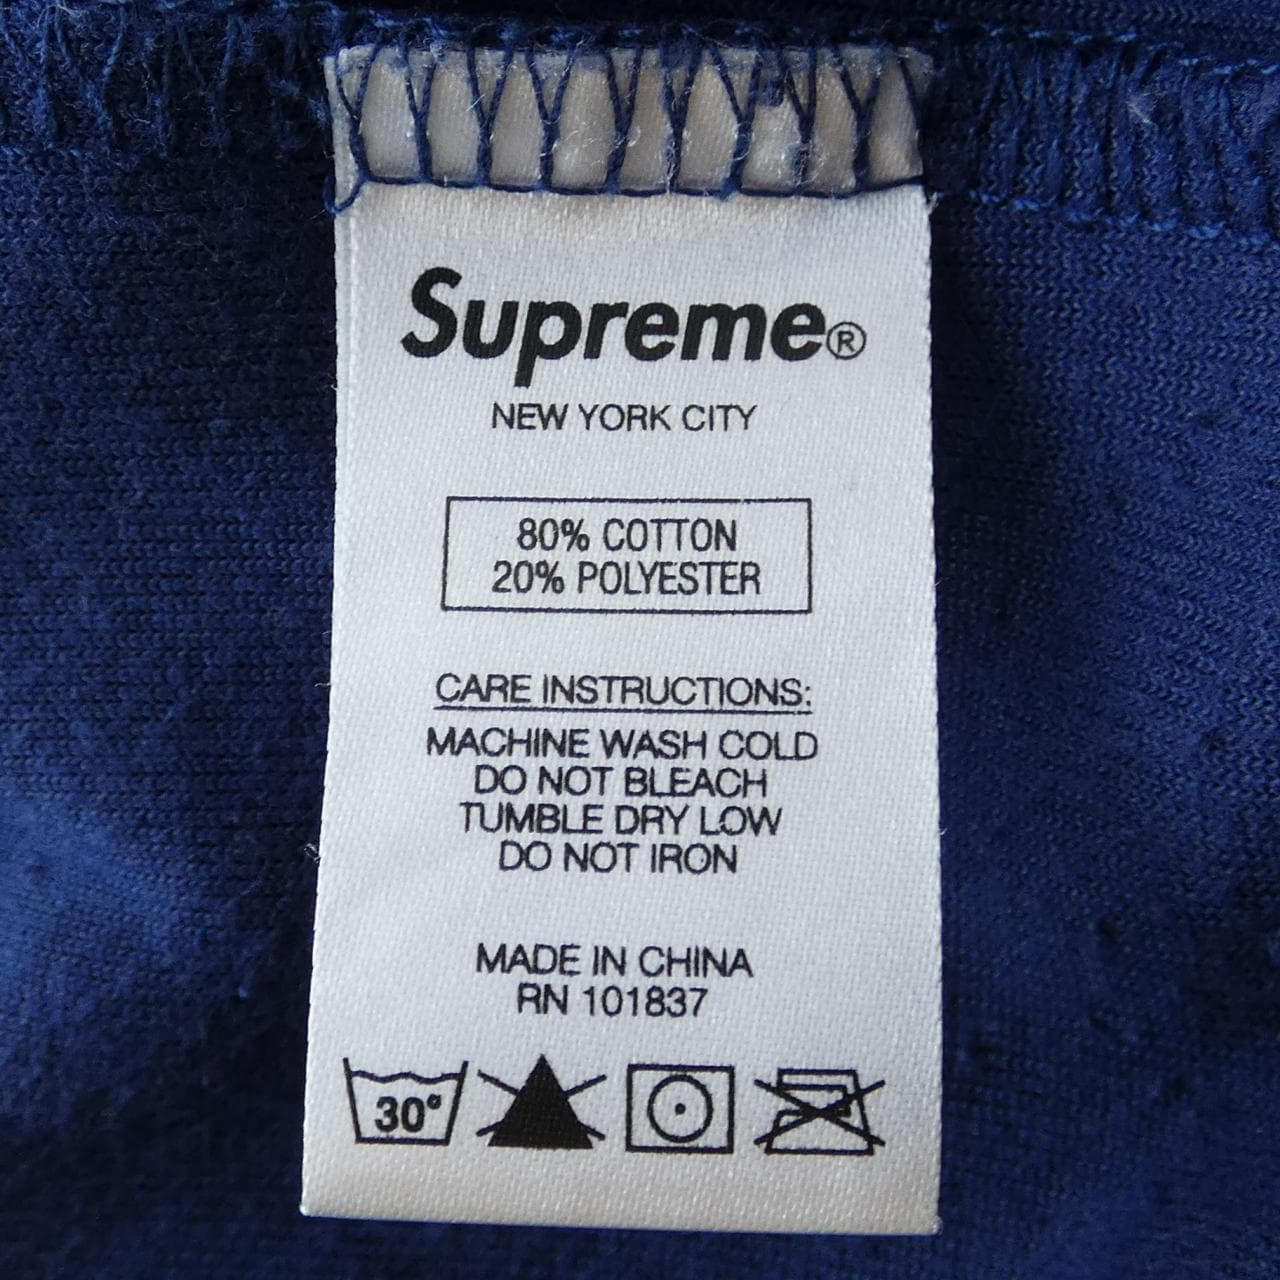 Supreme®
NEW YORK CITY
80% COTTON
20% POLYESTER
CARE INSTRUCTIONS:
MACHINE WASH COLD
DO NOT BLEACH
TUMBLE DRY LOW
DO NOT IRON
MADE IN CHINA
RN 101837
30°